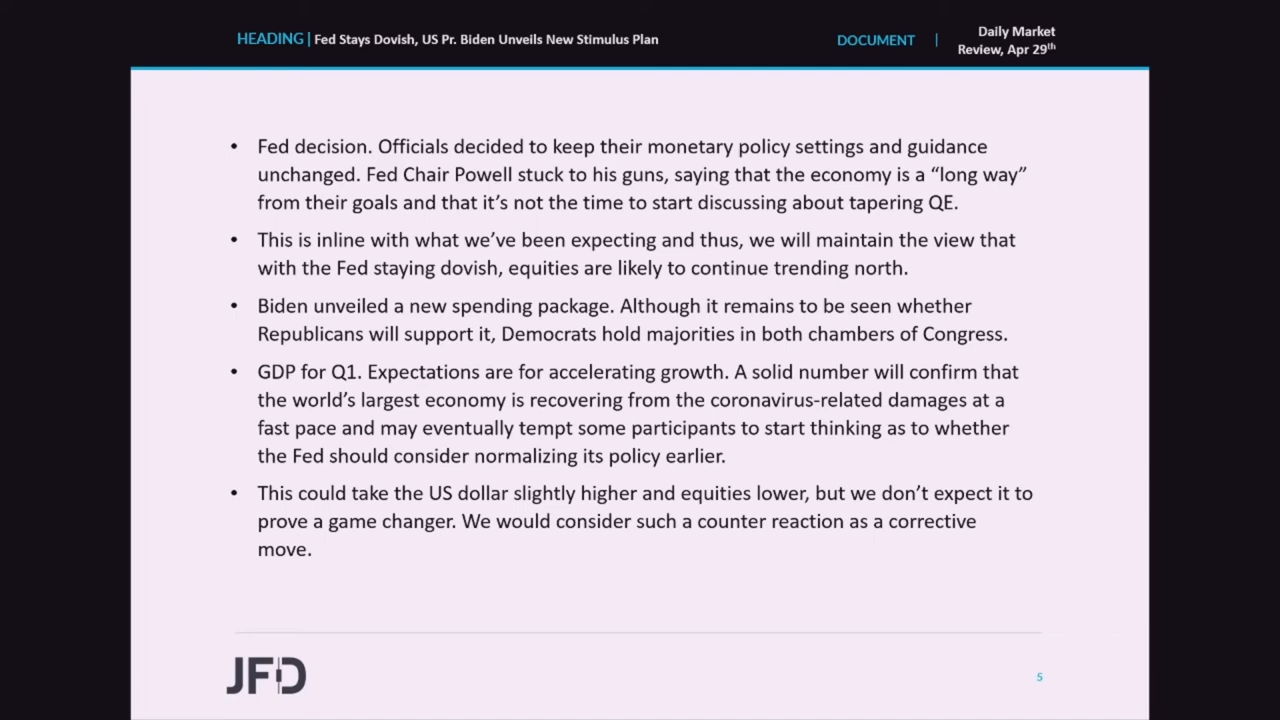 HEADING | Fed Stays Dovish, US Pr. Biden Unveils New Stimulus Plan
DOCUMENT | Daily Market
Review, Apr 29th
• Fed decision. Officials decided to keep their monetary policy settings and guidance
unchanged. Fed Chair Powell stuck to his guns, saying that the economy is a “long way”
from their goals and that it’s not the time to start discussing about tapering QE.
• This is inline with what we’ve been expecting and thus, we will maintain the view that
with the Fed staying dovish, equities are likely to continue trending north.
• Biden unveiled a new spending package. Although it remains to be seen whether
Republicans will support it, Democrats hold majorities in both chambers of Congress.
• GDP for Q1. Expectations are for accelerating growth. A solid number will confirm that
the world’s largest economy is recovering from the coronavirus-related damages at a
fast pace and may eventually tempt some participants to start thinking as to whether
the Fed should consider normalizing its policy earlier.
• This could take the US dollar slightly higher and equities lower, but we don’t expect it to
prove a game changer. We would consider such a counter reaction as a corrective
move.
JFD
5